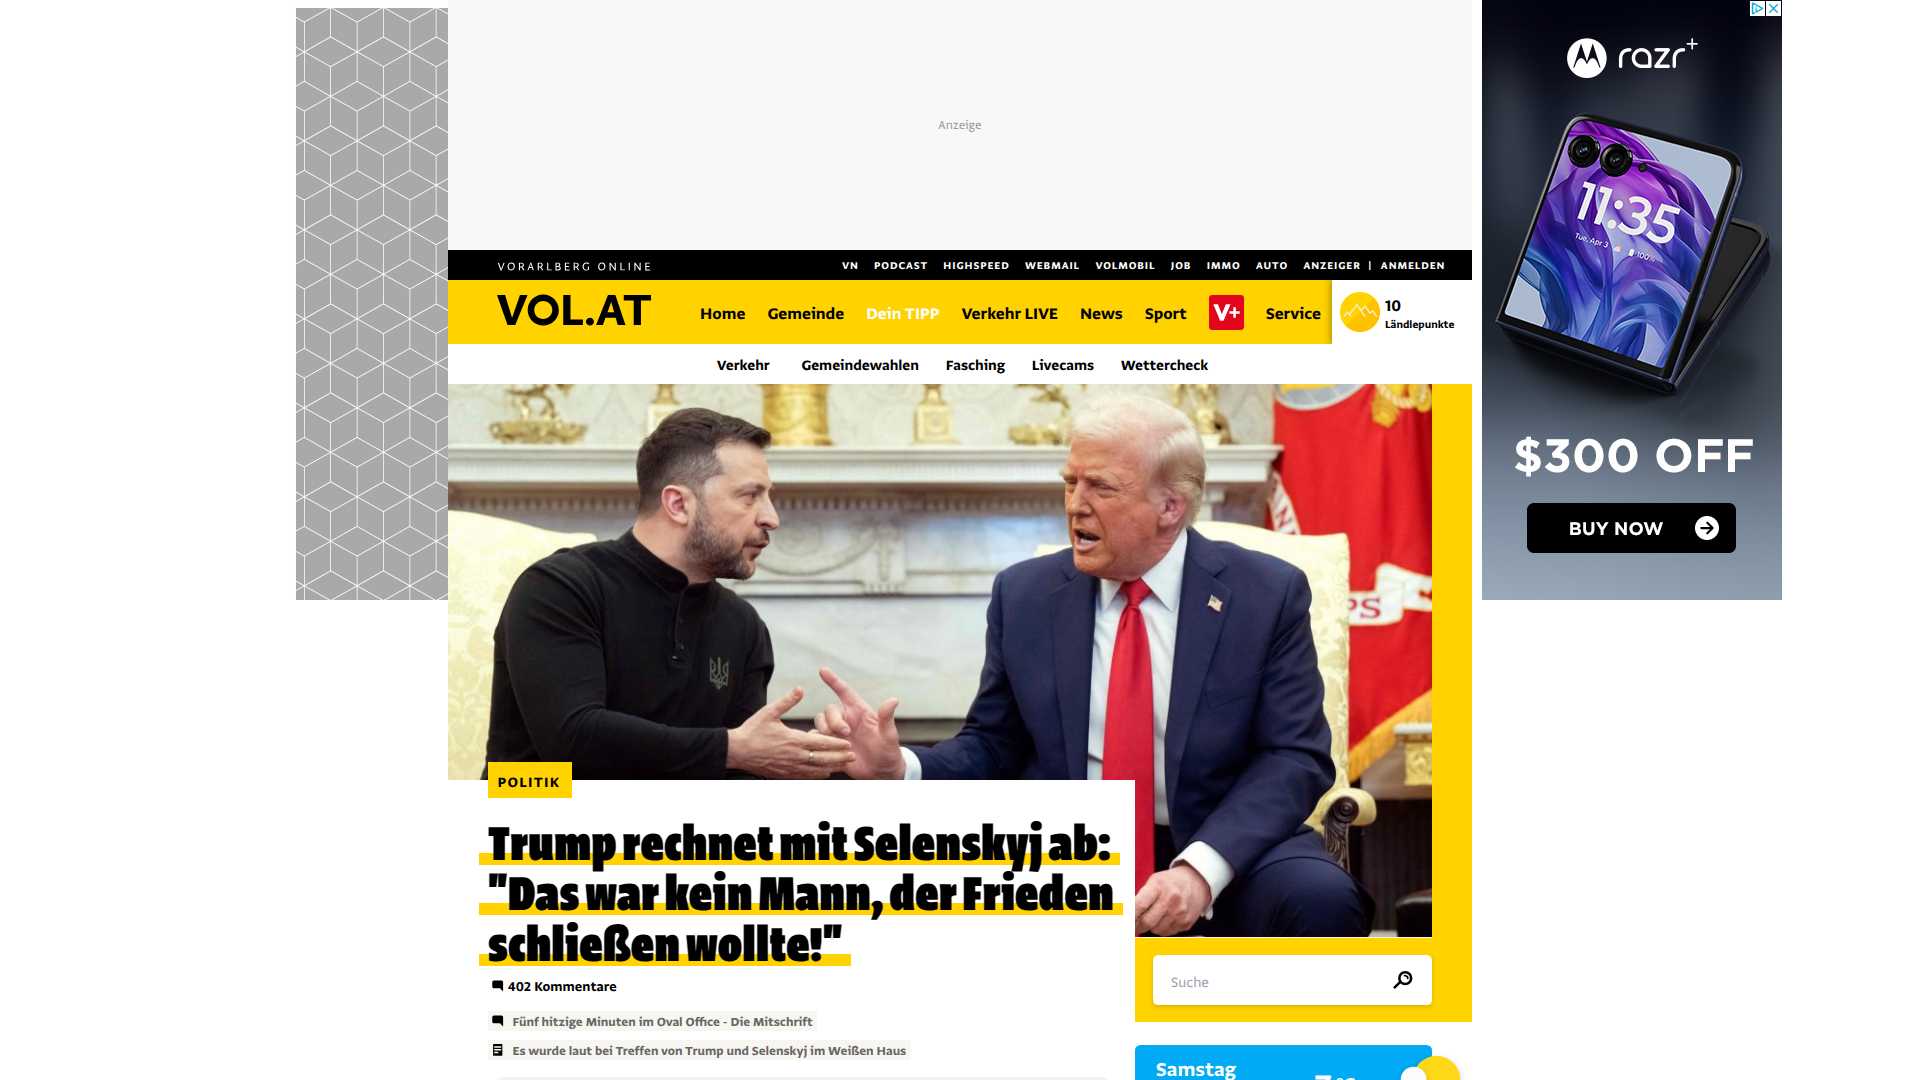 Anzeige
razr+
11:35
Tue, Apr 3
100%
$300 OFF
BUY NOW
VORARLBERG ONLINE
VN PODCAST HIGHSPEED WEBMAIL VOLMOBIL JOB IMMO AUTO ANZEIGER | ANMELDEN
VOL.AT
Home Gemeinde Dein TIPP Verkehr LIVE News Sport V+ Service
10
Ländlepunkte
Verkehr Gemeindewahlen Fasching Livecams Wettercheck
POLITIK
Trump rechnet mit Selenskyj ab:
"Das war kein Mann, der Frieden
schließen wollte!"
402 Kommentare
Fünf hitzige Minuten im Oval Office - Die Mitschrift
Es wurde laut bei Treffen von Trump und Selenskyj im Weißen Haus
Suche
Samstag